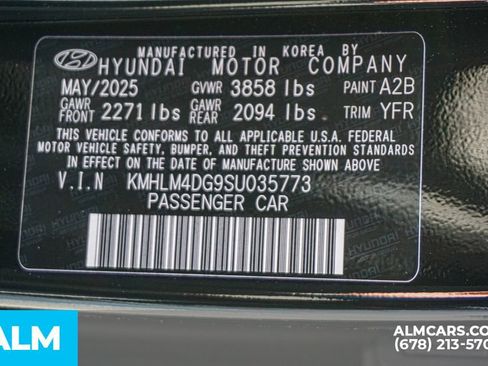 MANUFACTURED IN KOREA BY
HYUNDAI MOTOR COMPANY
MAY/2025 GVWR 3858 lbs PAINT A2B
GAWR FRONT 2271 lbs GAWR REAR 2094 lbs TRIM YFR
THIS VEHICLE CONFORMS TO ALL APPLICABLE U.S.A. FEDERAL
MOTOR VEHICLE SAFETY, BUMPER, AND THEFT PREVENTION STANDARDS
IN EFFECT ON THE DATE OF MANUFACTURE SHOWN ABOVE.
V.I.N KMHLM4DG9SU035773
PASSENGER CAR
ALM
ALMCARS.COM
(678) 213-570